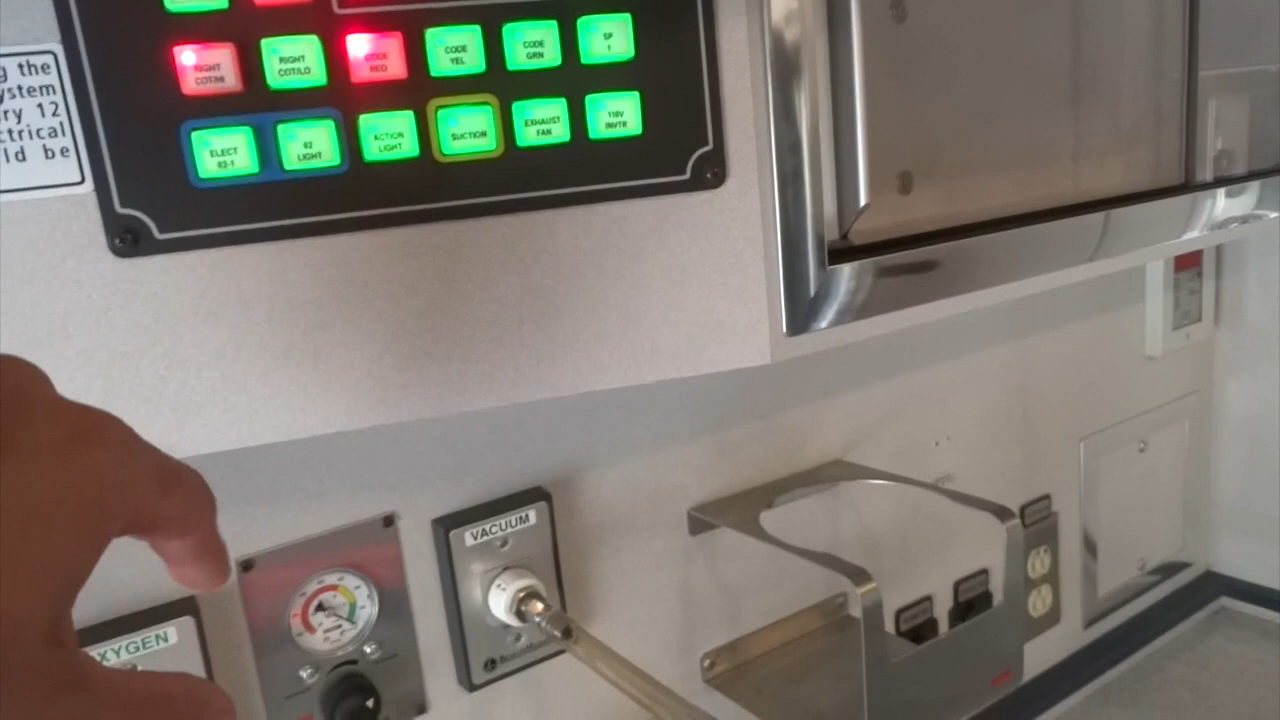 g the
ystem
ry 12
ctrical
ld be
RIGHT
COT/HI
RIGHT
COT/LO
CODE
RED
CODE
YEL
CODE
GRN
SP
1
ELECT
02-1
02
LIGHT
ACTION
LIGHT
SUCTION
EXHAUST
FAN
110V
INVTR
VACUUM
XYGEN